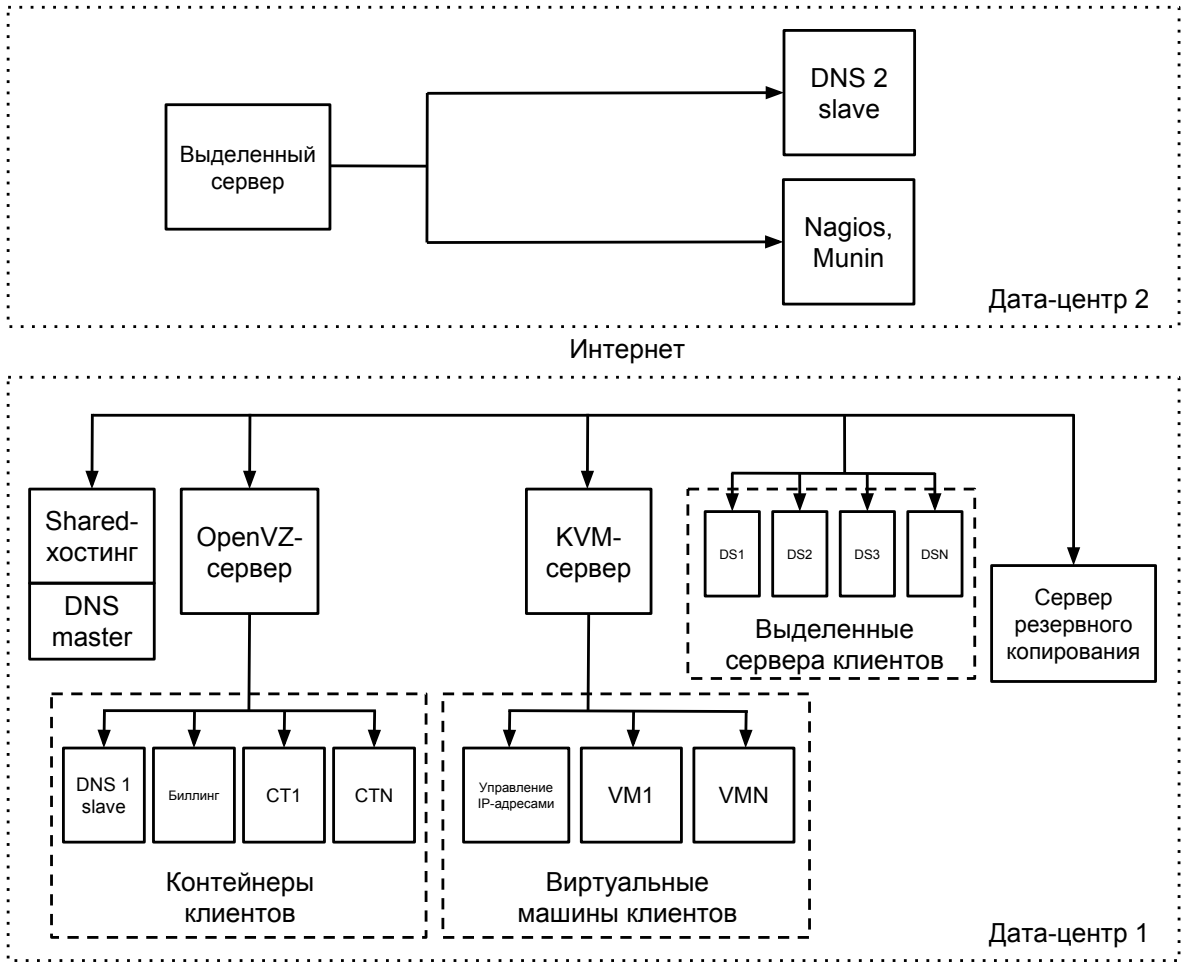 DNS 2
slave
Выделенный
сервер
Nagios,
Munin
Дата-центр 2
Интернет
Shared-
хостинг
DNS
master
OpenVZ-
сервер
KVM-
сервер
DS1
DS2
DS3
DSN
Выделенные
сервера клиентов
Сервер
резервного
копирования
DNS 1
slave
Биллинг
CT1
CTN
Контейнеры
клиентов
Управление
IP-адресами
VM1
VMN
Виртуальные
машины клиентов
Дата-центр 1